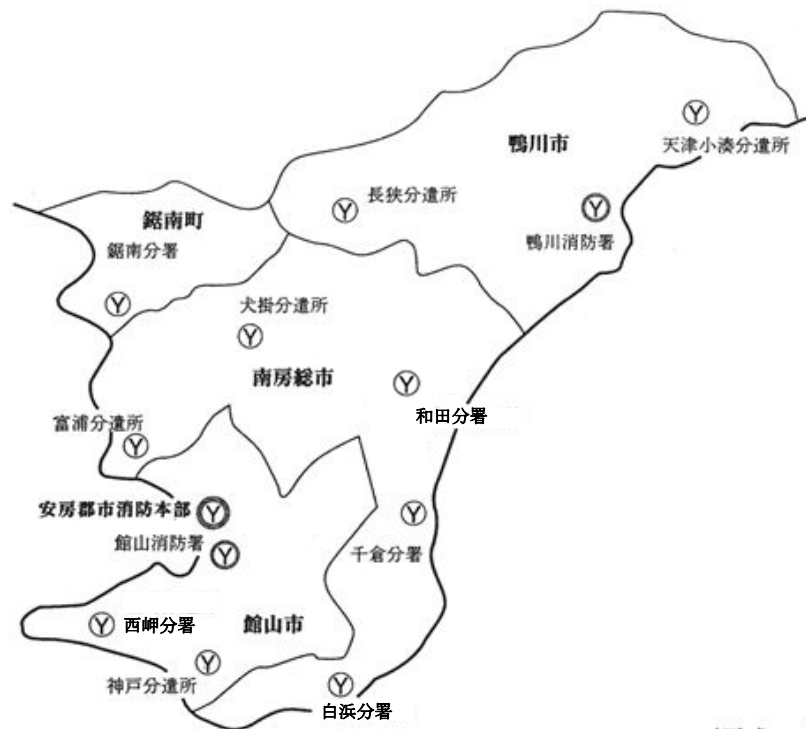 鴨川市
天津小湊分遣所
長狭分遣所
鋸南町
鴨川消防署
鋸南分署
犬掛分遣所
南房総市
和田分署
富浦分遣所
安房郡市消防本部
館山消防署
千倉分署
西岬分署
館山市
神戸分遣所
白浜分署